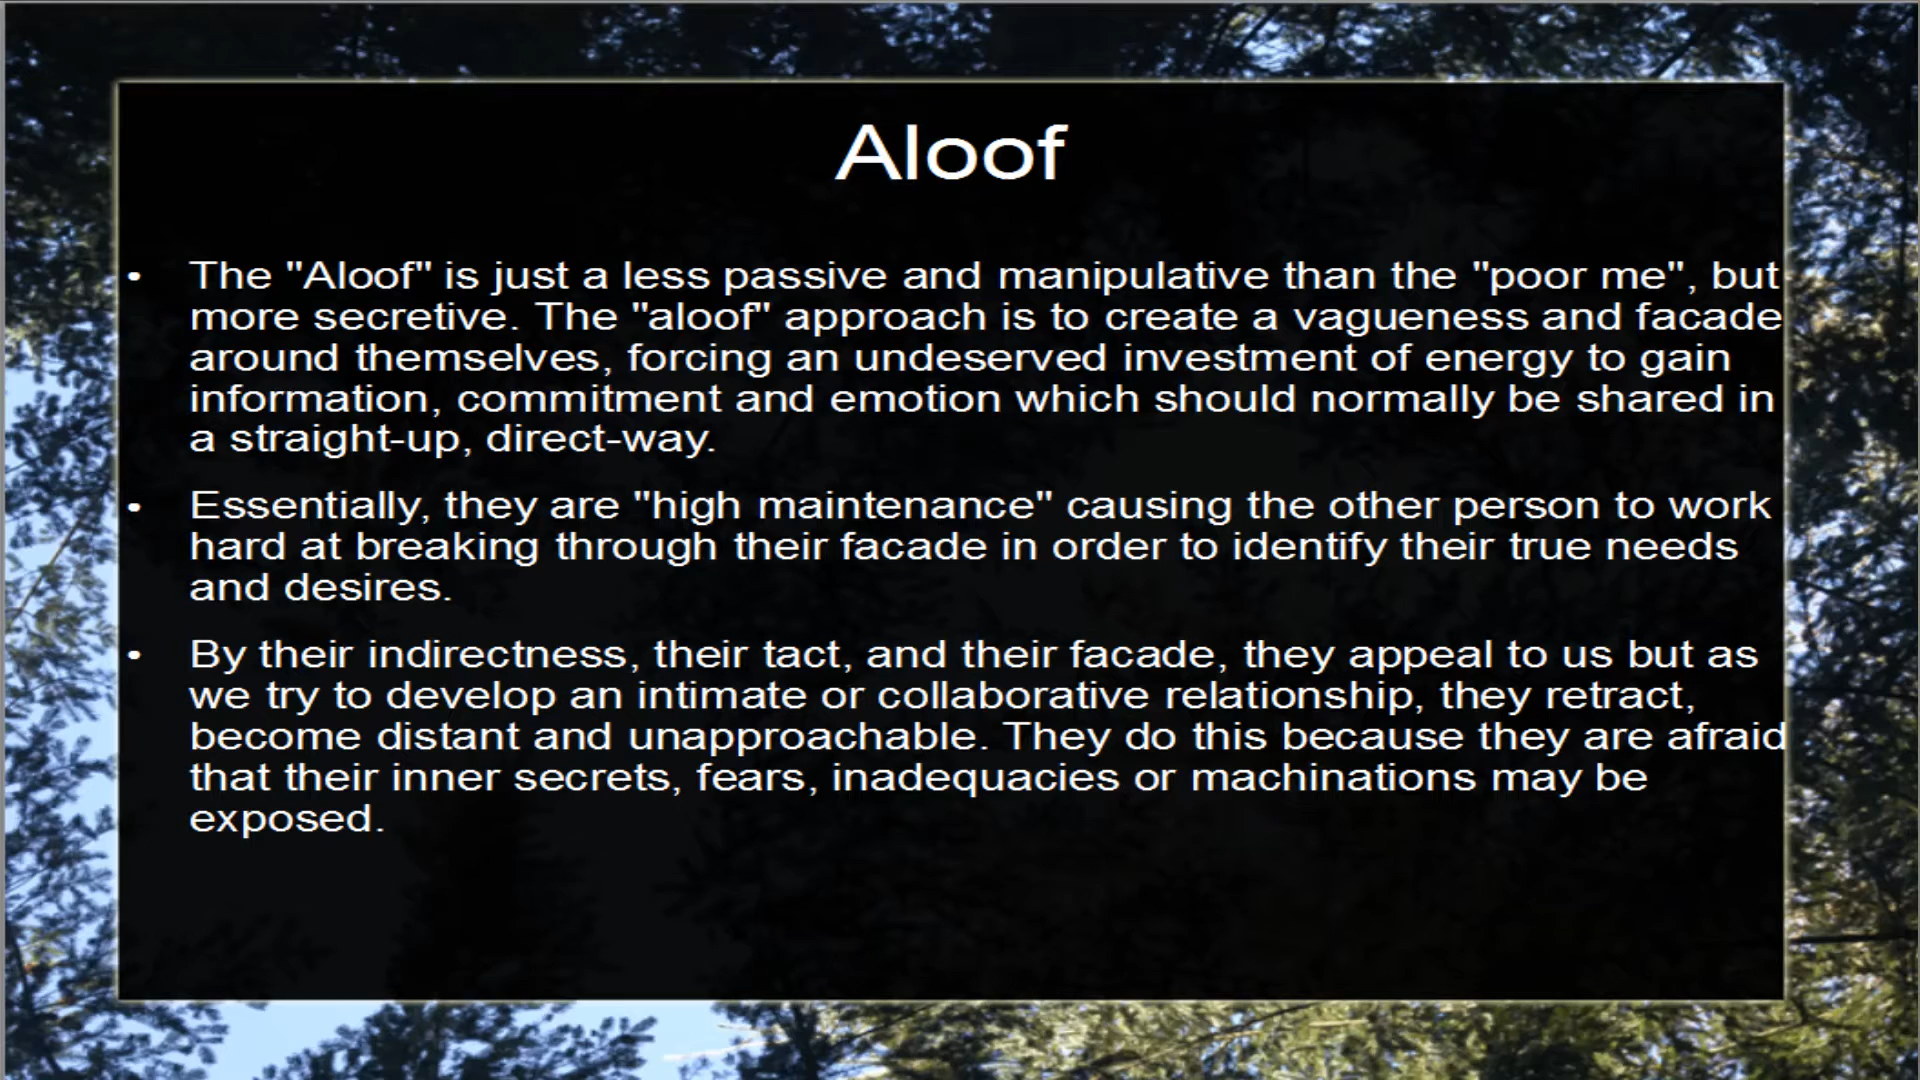 Aloof
• The "Aloof" is just a less passive and manipulative than the "poor me", but
more secretive. The "aloof" approach is to create a vagueness and facade
around themselves, forcing an undeserved investment of energy to gain
information, commitment and emotion which should normally be shared in
a straight-up, direct-way.
• Essentially, they are "high maintenance" causing the other person to work
hard at breaking through their facade in order to identify their true needs
and desires.
• By their indirectness, their tact, and their facade, they appeal to us but as
we try to develop an intimate or collaborative relationship, they retract,
become distant and unapproachable. They do this because they are afraid
that their inner secrets, fears, inadequacies or machinations may be
exposed.